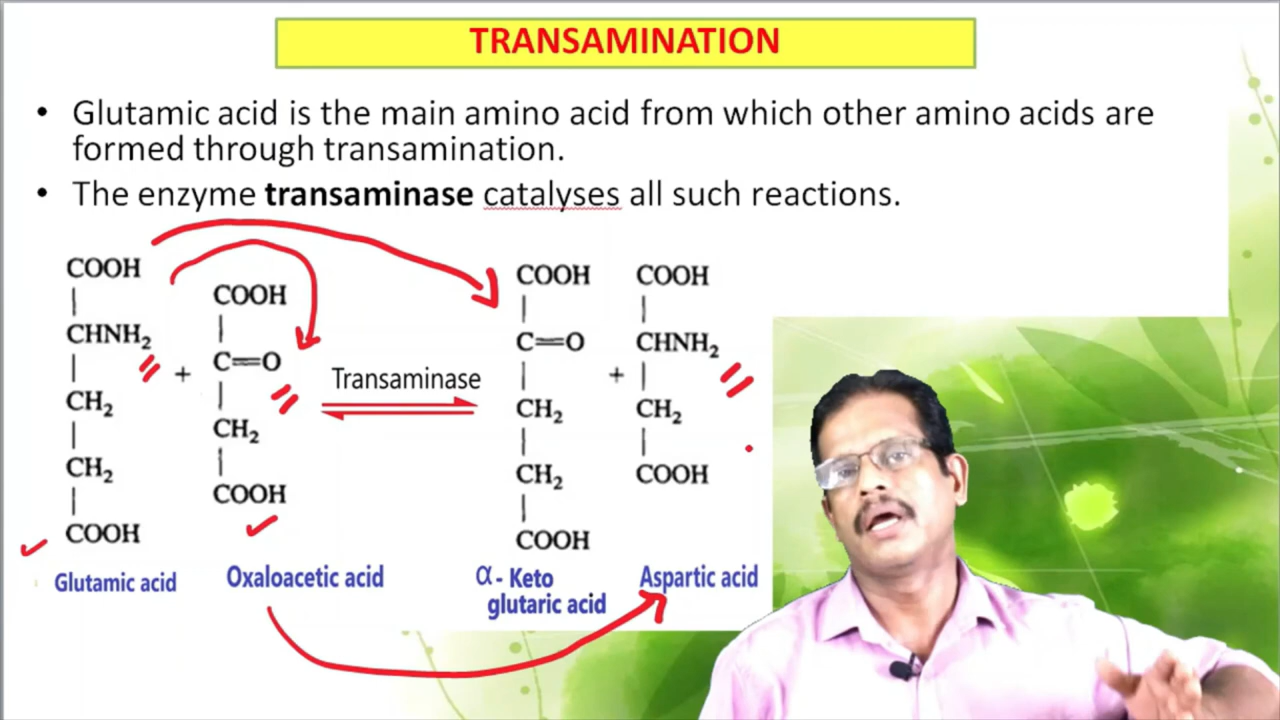 TRANSAMINATION
• Glutamic acid is the main amino acid from which other amino acids are
formed through transamination.
• The enzyme transaminase catalyses all such reactions.
COOH
|
CHNH₂
|
CH₂
|
CH₂
|
COOH
Glutamic acid
+
COOH
|
C=O
|
CH₂
|
COOH
Oxaloacetic acid
Transaminase
COOH
|
C=O
|
CH₂
|
CH₂
|
COOH
α - Keto
glutaric acid
+
COOH
|
CHNH₂
|
CH₂
|
COOH
Aspartic acid